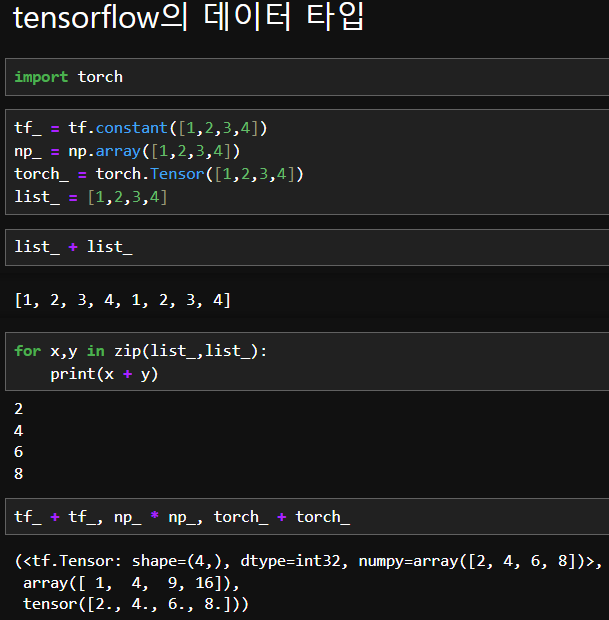 tensorflow의 데이터 타입
import torch
tf_ = tf.constant([1,2,3,4])
np_ = np.array([1,2,3,4])
torch_ = torch.Tensor([1,2,3,4])
list_ = [1,2,3,4]
list_ + list_
[1, 2, 3, 4, 1, 2, 3, 4]
for x,y in zip(list_,list_):
    print(x + y)
2
4
6
8
tf_ + tf_, np_ * np_, torch_ + torch_
(<tf.Tensor: shape=(4,), dtype=int32, numpy=array([2, 4, 6, 8])>,
 array([ 1,  4,  9, 16]),
 tensor([2., 4., 6., 8.]))